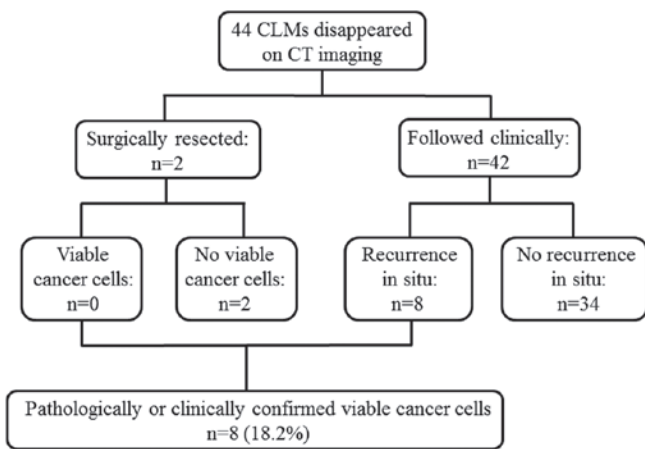 44 CLMs disappeared
on CT imaging
Surgically resected:
n=2
Followed clinically:
n=42
Viable
cancer cells:
n=0
No viable
cancer cells:
n=2
Recurrence
in situ:
n=8
No recurrence
in situ:
n=34
Pathologically or clinically confirmed viable cancer cells
n=8 (18.2%)